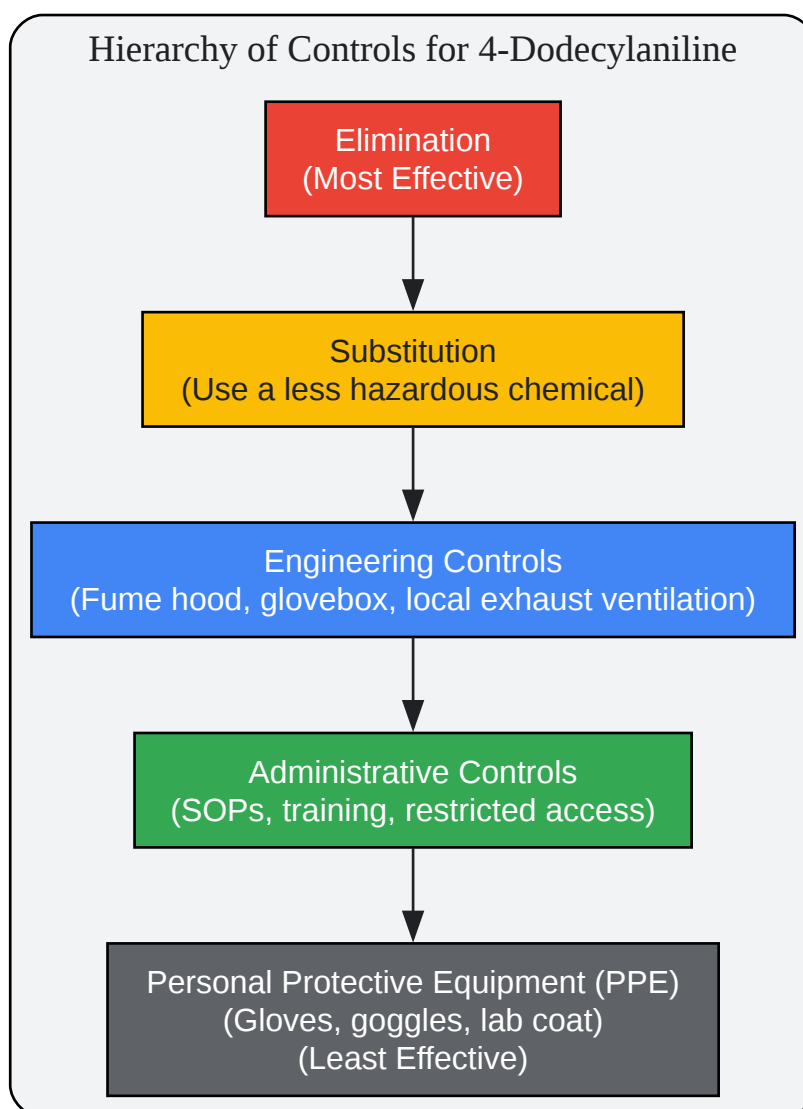 Hierarchy of Controls for 4-Dodecylaniline
Elimination
(Most Effective)
Substitution
(Use a less hazardous chemical)
Engineering Controls
(Fume hood, glovebox, local exhaust ventilation)
Administrative Controls
(SOPs, training, restricted access)
Personal Protective Equipment (PPE)
(Gloves, goggles, lab coat)
(Least Effective)